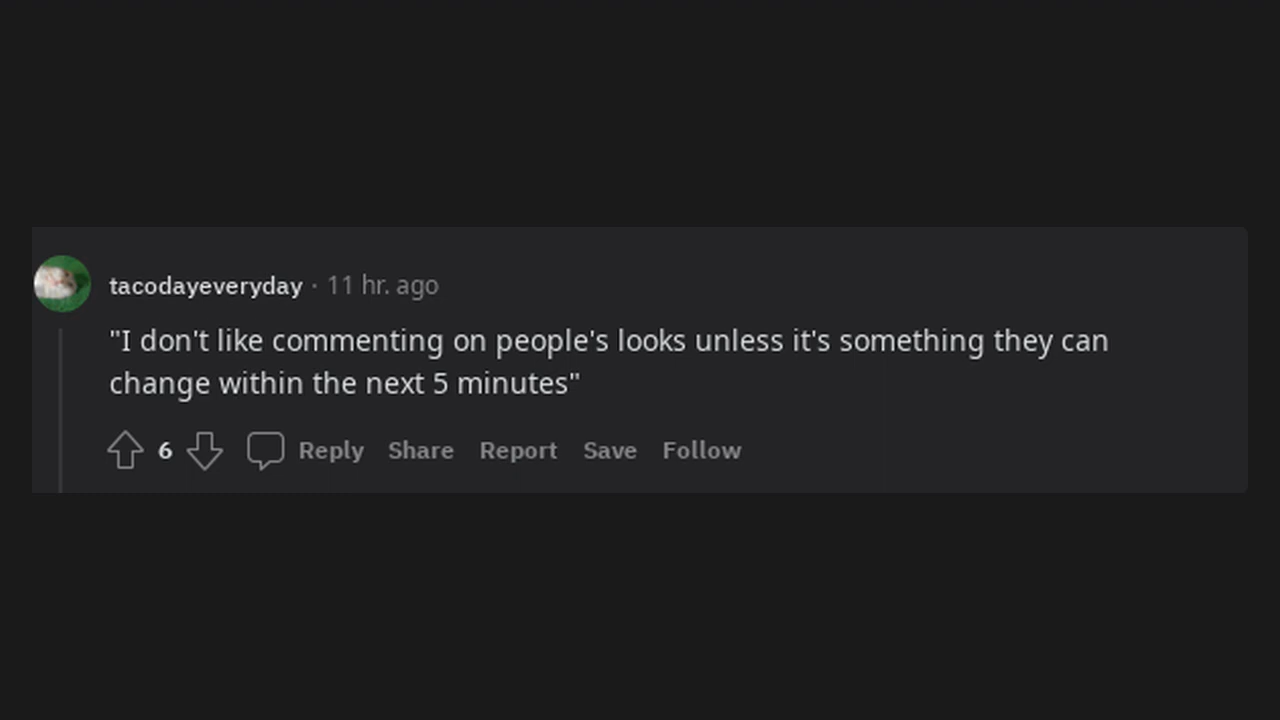 tacodayeveryday · 11 hr. ago
"I don't like commenting on people's looks unless it's something they can
change within the next 5 minutes"
6 Reply Share Report Save Follow